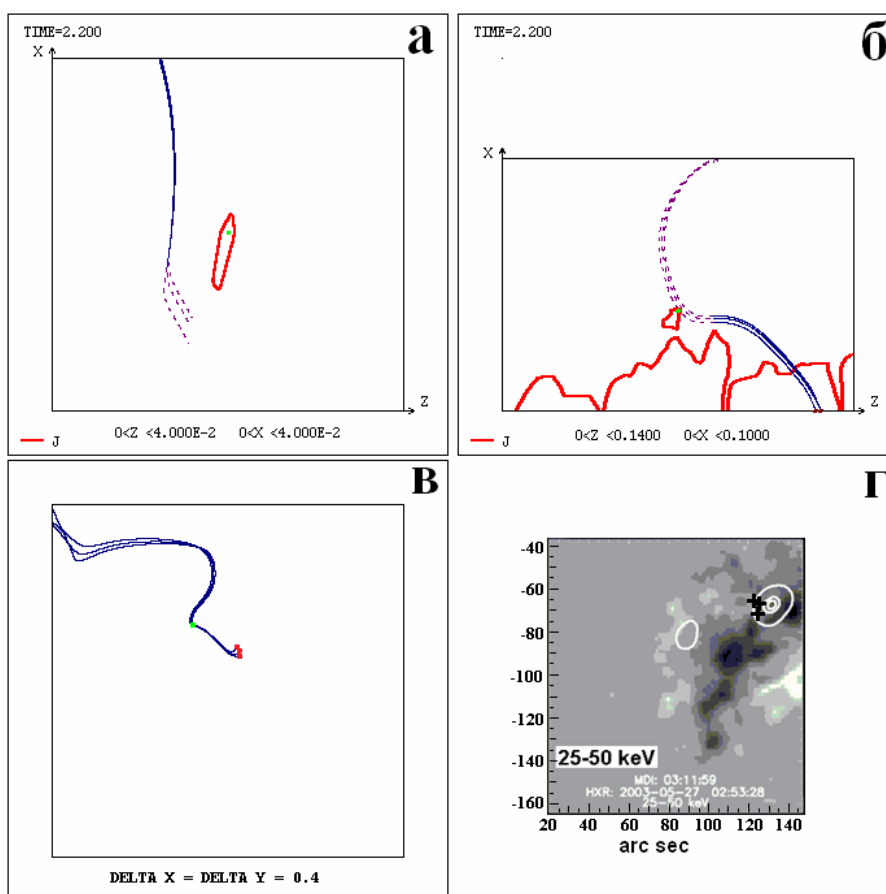 а
TIME=2.200
X
Z
J
0<Z <4.000E-2 0<X <4.000E-2
б
TIME=2.200
X
Z
J
0<Z <0.1400 0<X <0.1000
в
DELTA X = DELTA Y = 0.4
г
-40
-60
-80
-100
-120
-140
-160
25-50 keV
MDI: 03:11:59
HXR: 2003-05-27 02:53:28
25-50 keV
20 40 60 80 100 120 140
arc sec